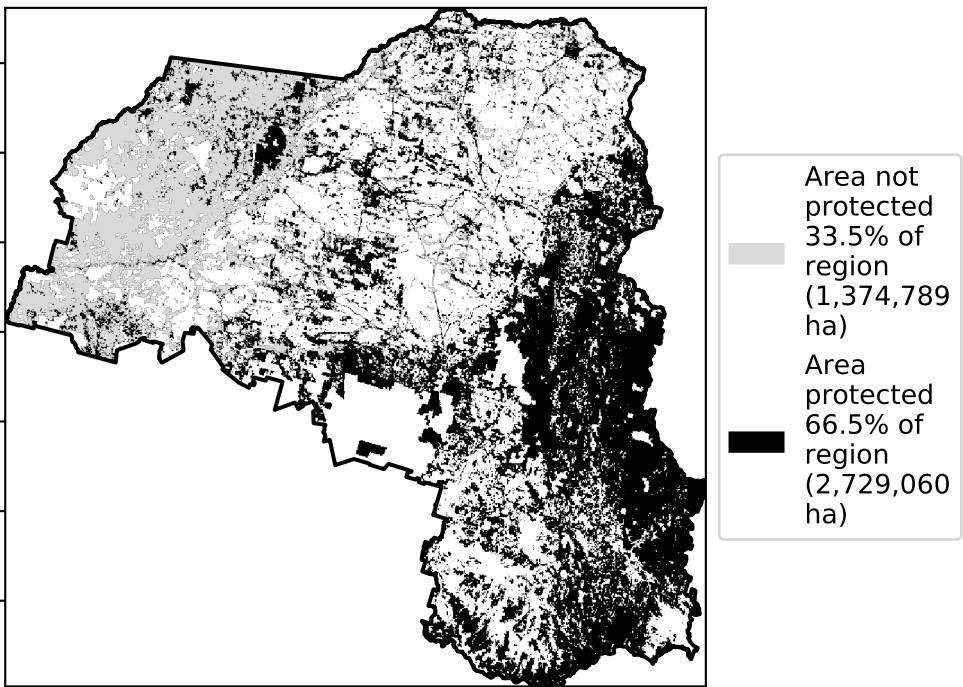 Area not
protected
33.5% of
region
(1,374,789
ha)
Area
protected
66.5% of
region
(2,729,060
ha)